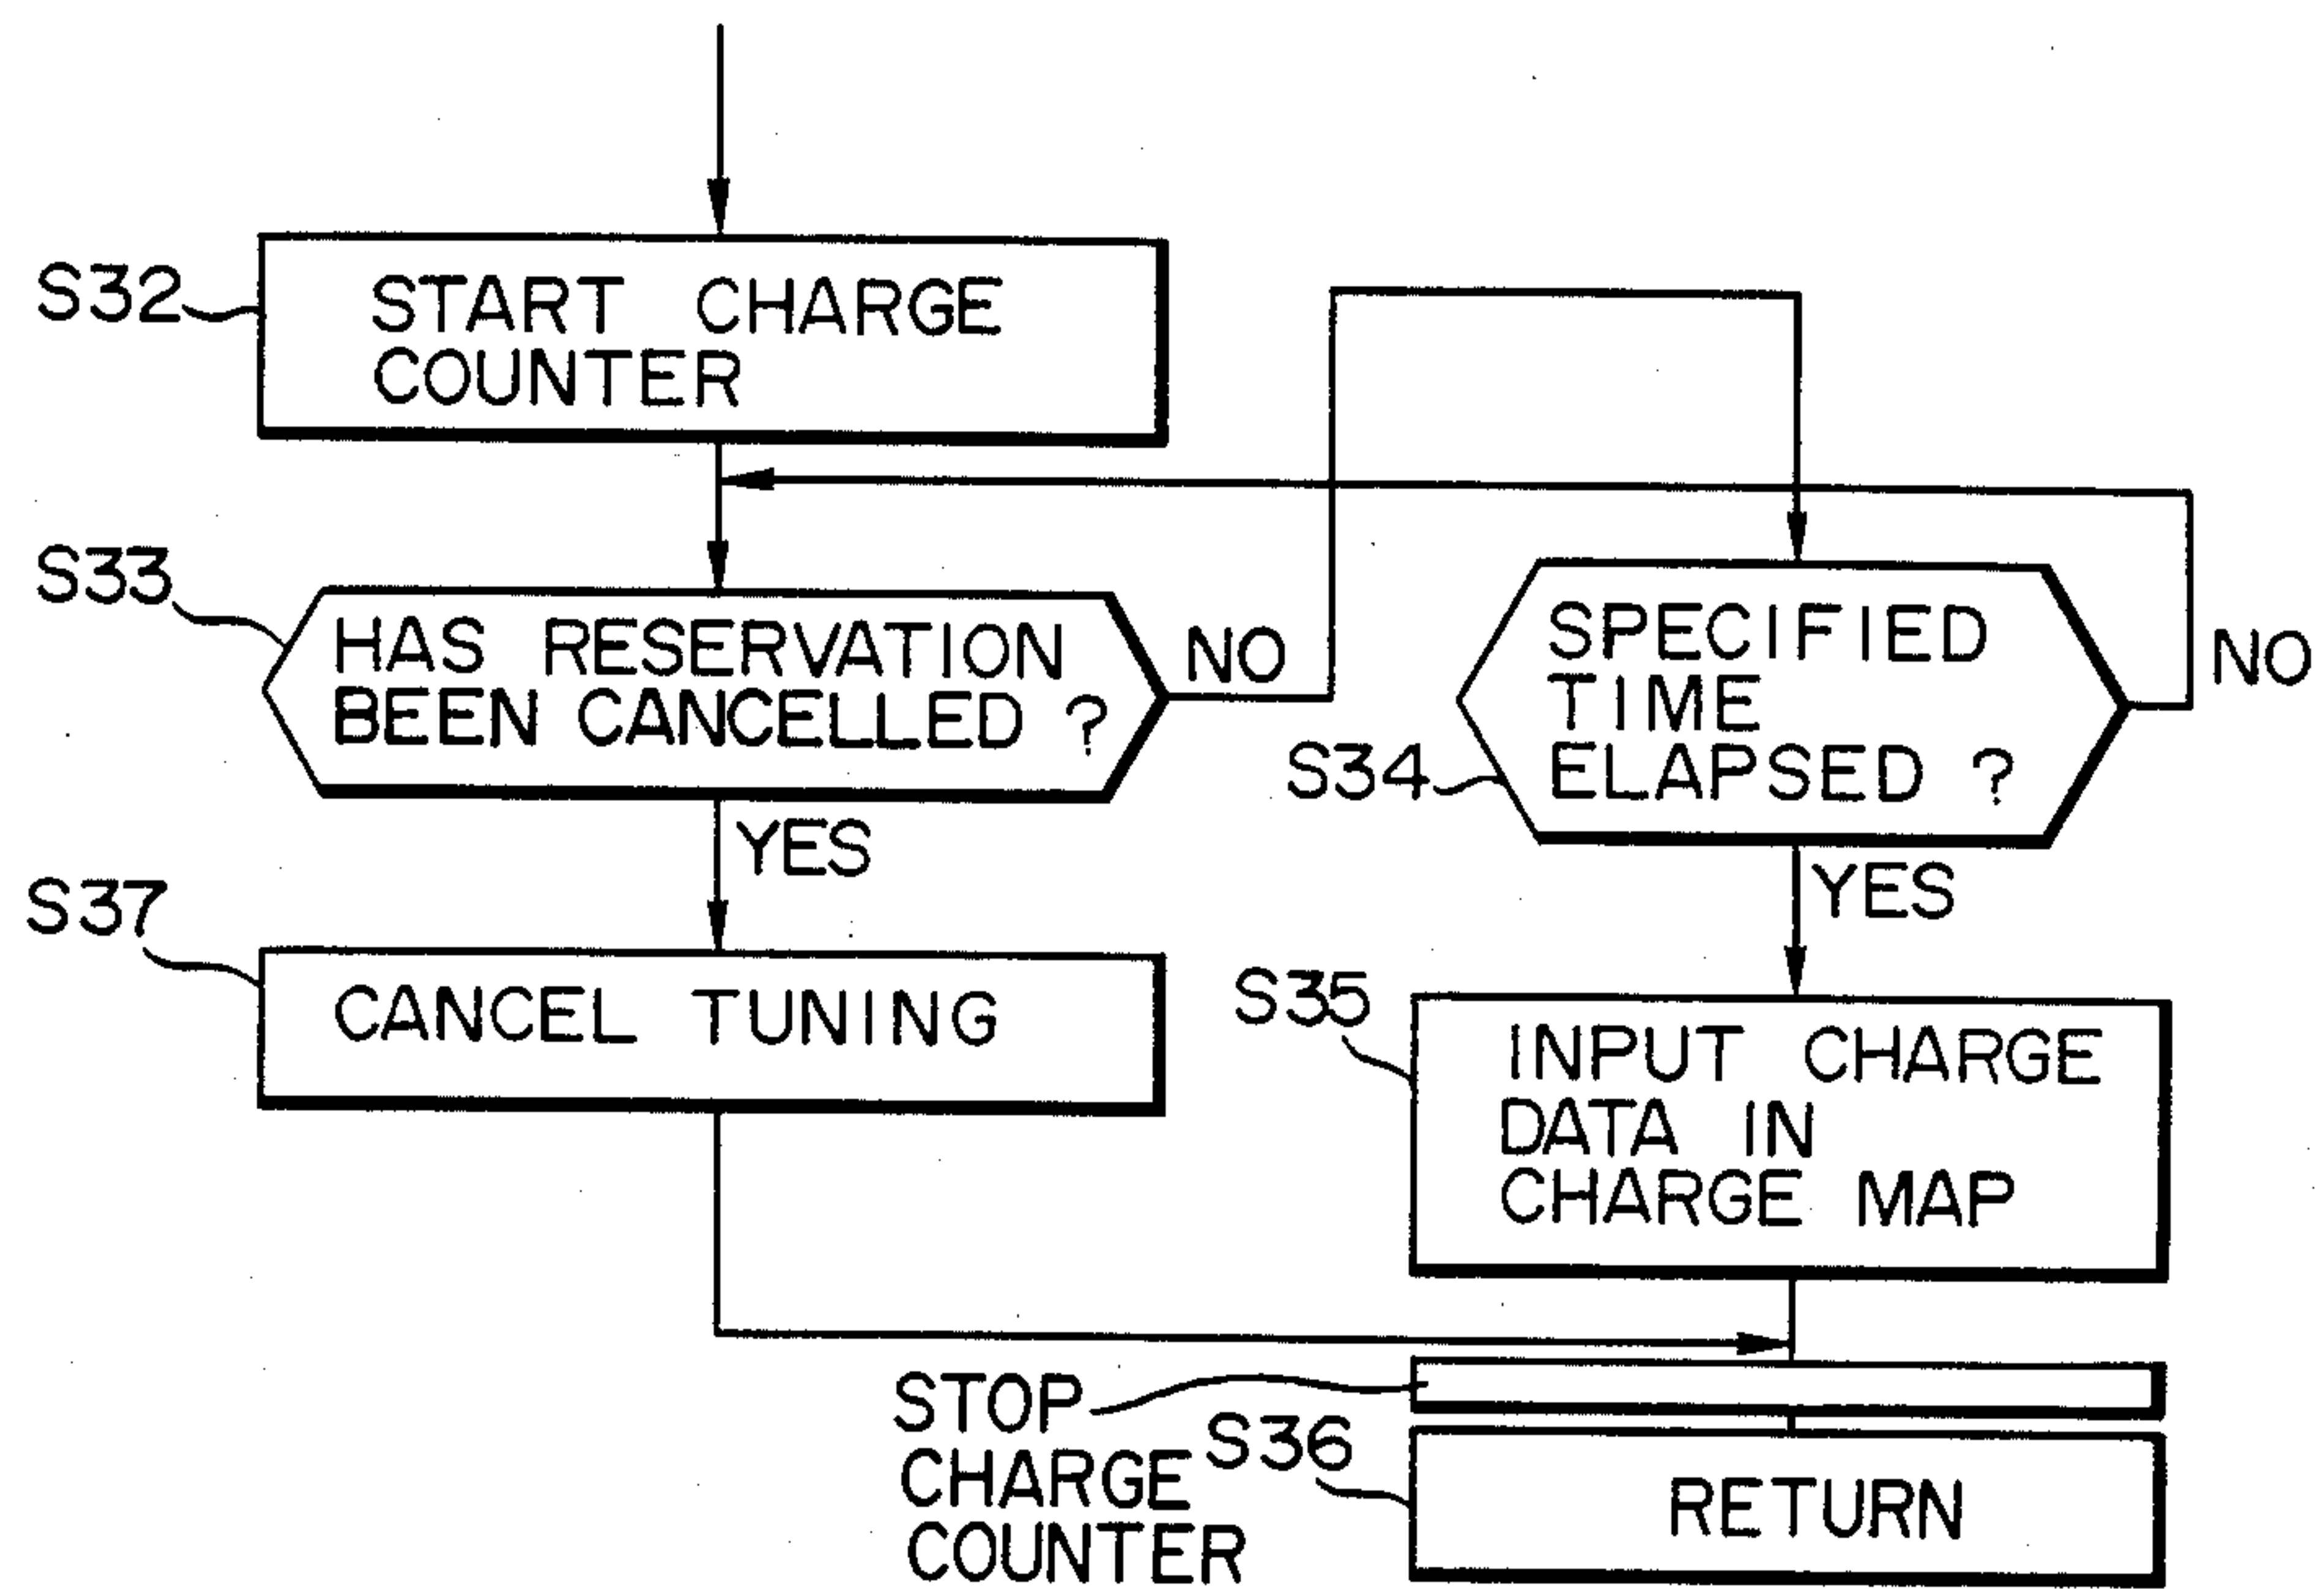 S32
START CHARGE
COUNTER
S33
HAS RESERVATION
BEEN CANCELLED ?
NO
YES
S34
SPECIFIED
TIME
ELAPSED ?
NO
YES
S37
CANCEL TUNING
S35
INPUT CHARGE
DATA IN
CHARGE MAP
STOP
CHARGE
COUNTER
S36
RETURN